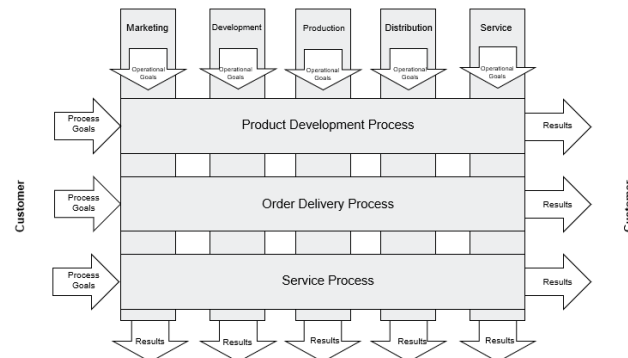 Marketing
Development
Production
Distribution
Service
Operational
Goals
Operational
Goals
Operational
Goals
Operational
Goals
Operational
Goals
Process
Goals
Product Development Process
Results
Customer
Process
Goals
Order Delivery Process
Results
Process
Goals
Service Process
Results
Results
Results
Results
Results
Results